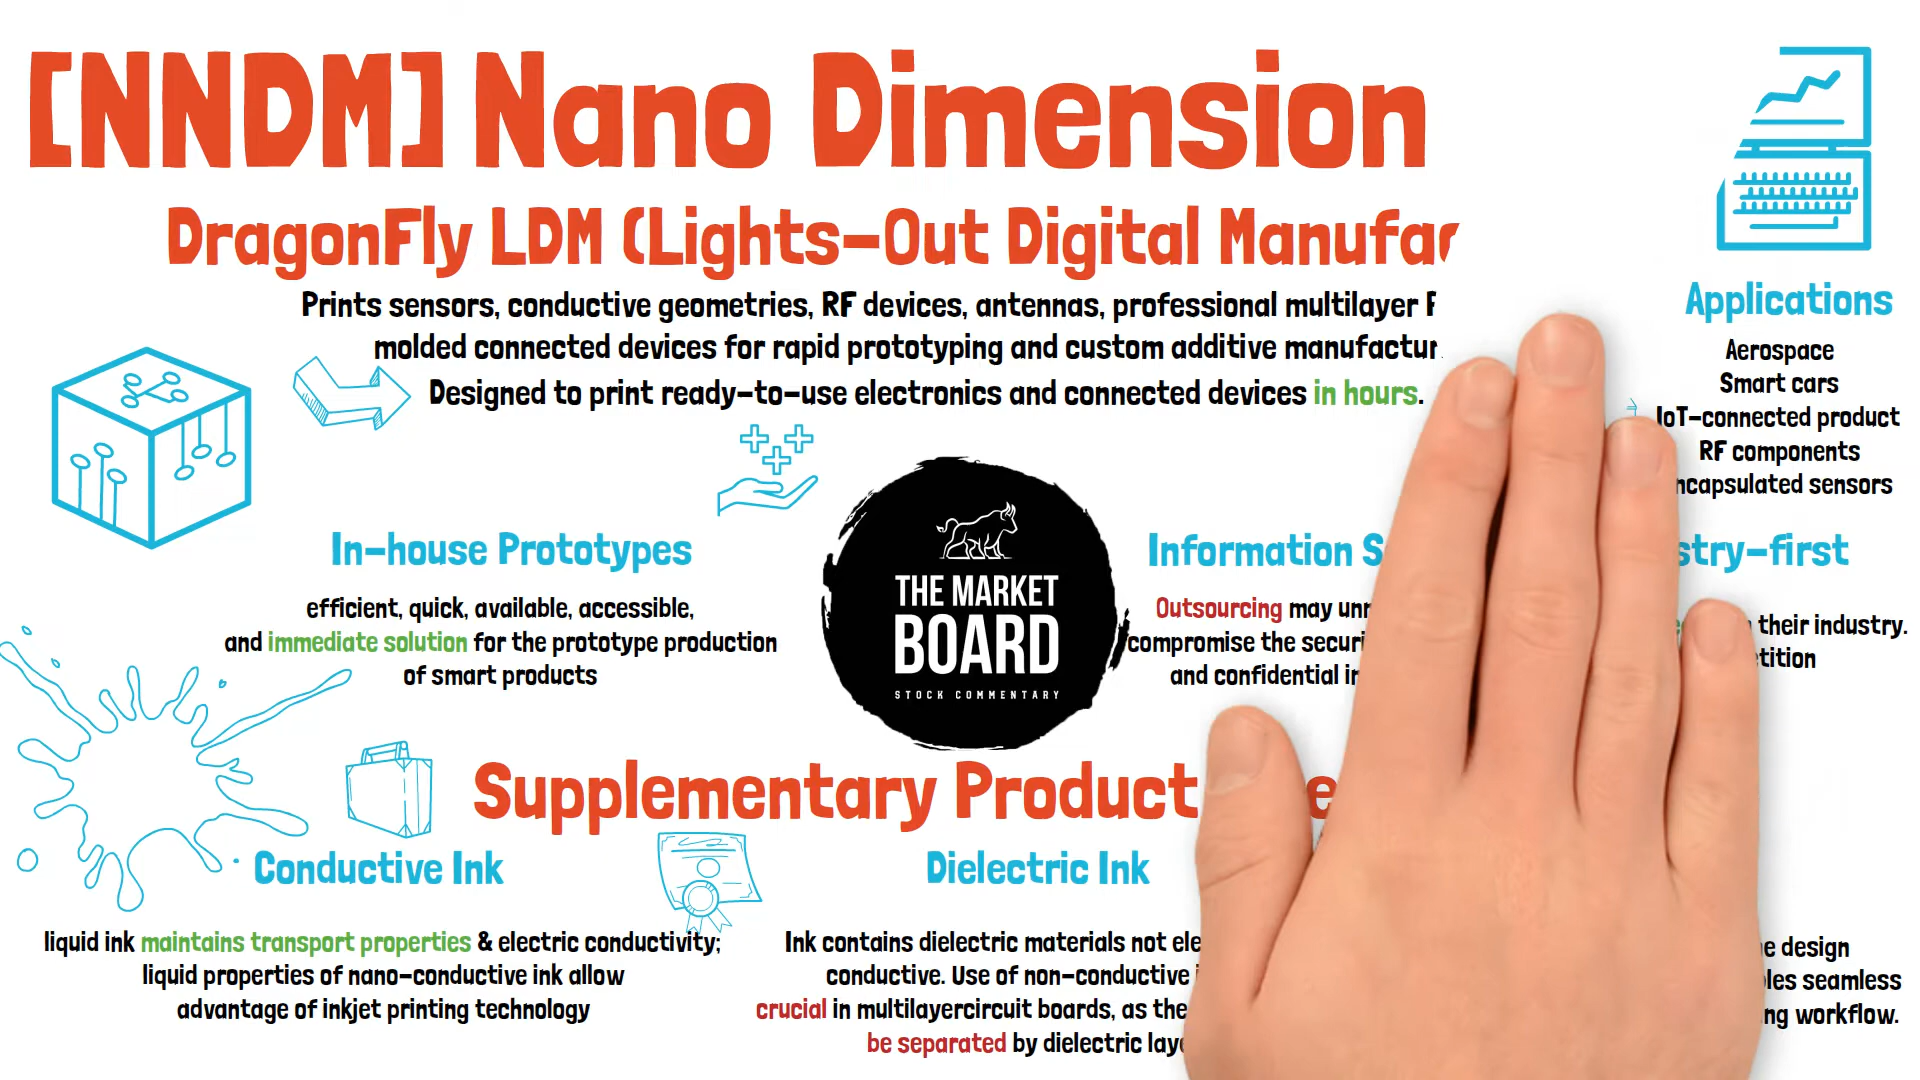 [NNDM] Nano Dimension
DragonFly LDM (Lights-Out Digital Manufac
Prints sensors, conductive geometries, RF devices, antennas, professional multilayer
molded connected devices for rapid prototyping and custom additive manufactur
Designed to print ready-to-use electronics and connected devices in hours.
Applications
Aerospace
Smart cars
IoT-connected product
RF components
ncapsulated sensors
In-house Prototypes
efficient, quick, available, accessible,
and immediate solution for the prototype production
of smart products
THE MARKET
BOARD
STOCK COMMENTARY
Information S
Outsourcing may
compromise the securi
and confidential
stry-first
their industry.
tition
Supplementary Product
Conductive Ink
liquid ink maintains transport properties & electric conductivity;
liquid properties of nano-conductive ink allow
advantage of inkjet printing technology
Dielectric Ink
Ink contains dielectric materials not ele
conductive. Use of non-conductive
crucial in multilayercircuit boards, as the
be separated by dielectric lay
e design
les seamless
ng workflow.